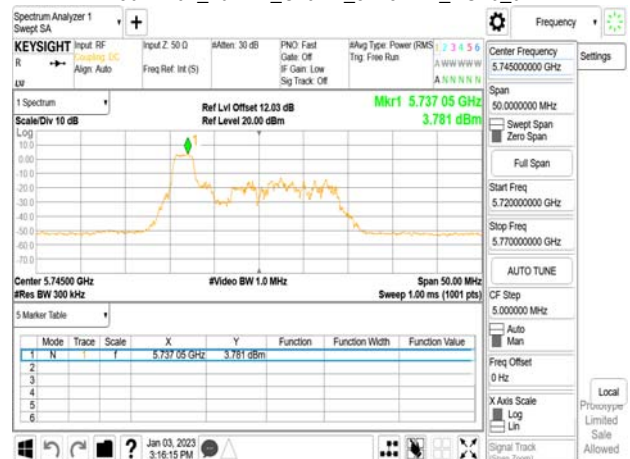 Spectrum Analyzer 1
Swept SA
Frequency
KEYSIGHT
R
Input: RF
Coupling: DC
Align: Auto
Input Z: 50 Ω
Freq Ref: Int (S)
#Atten: 30 dB
PNO: Fast
Gate: Off
IF Gain: Low
Sig Track: Off
#Avg Type: Power (RMS
Trig: Free Run
1 2 3 4 5 6
A W W W W W
A N N N N N
Center Frequency
5.745000000 GHz
Settings
Span
50.0000000 MHz
Swept Span
Zero Span
Full Span
Start Freq
5.720000000 GHz
Stop Freq
5.770000000 GHz
AUTO TUNE
CF Step
5.000000 MHz
Auto
Man
Freq Offset
0 Hz
X Axis Scale
Log
Lin
Signal Track
Local
Prototype
Limited
Sale
Allowed
1 Spectrum
Scale/Div 10 dB
Ref Lvl Offset 12.03 dB
Ref Level 20.00 dBm
Mkr1 5.737 05 GHz
3.781 dBm
Log
10.0
0.00
-10.0
-20.0
-30.0
-40.0
-50.0
-60.0
-70.0
1
Center 5.74500 GHz
#Res BW 300 kHz
#Video BW 1.0 MHz
Span 50.00 MHz
Sweep 1.00 ms (1001 pts)
5 Marker Table
Mode Trace Scale X Y Function Function Width Function Value
1 N 1 f 5.737 05 GHz 3.781 dBm
2
3
4
5
6
?
Jan 03, 2023
3:16:15 PM